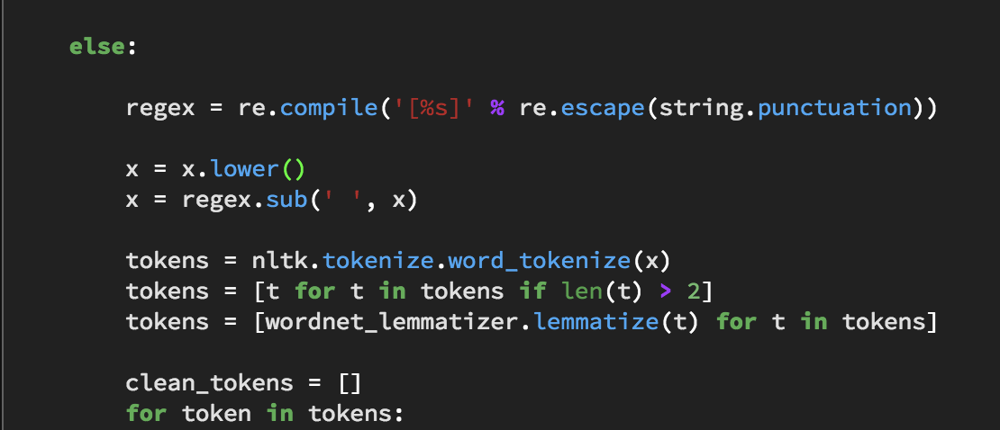 else:
regex = re.compile('[%s]' % re.escape(string.punctuation))
x = x.lower()
x = regex.sub(' ', x)
tokens = nltk.tokenize.word_tokenize(x)
tokens = [t for t in tokens if len(t) > 2]
tokens = [wordnet_lemmatizer.lemmatize(t) for t in tokens]
clean_tokens = []
for token in tokens: